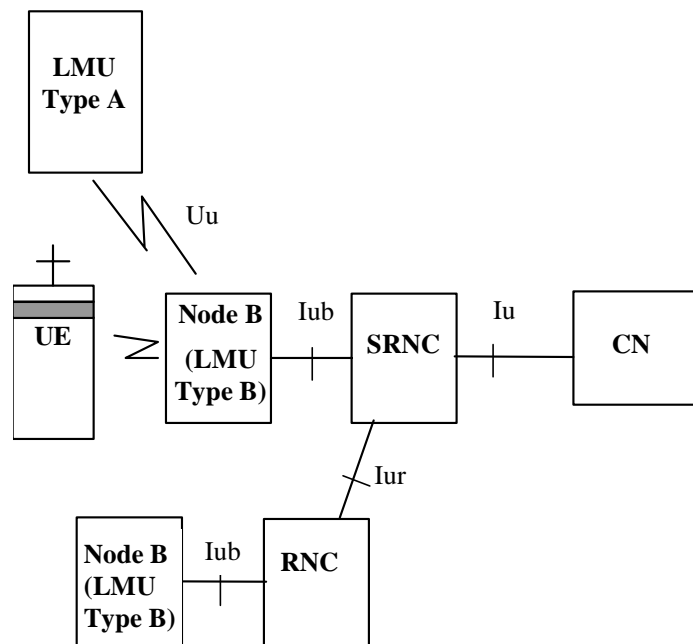 LMU
Type A
Uu
UE
Node B
(LMU
Type B)
Iub
SRNC
Iu
CN
Iur
Node B
(LMU
Type B)
Iub
RNC